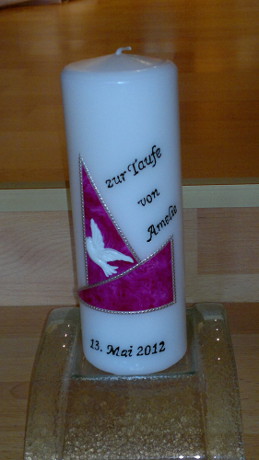 zur Taufe
von
Amelie
13. Mai 2012